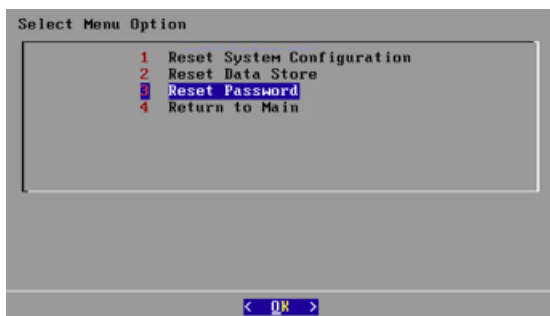 Select Menu Option
1 Reset System Configuration
2 Reset Data Store
3 Reset Password
4 Return to Main
< OK >